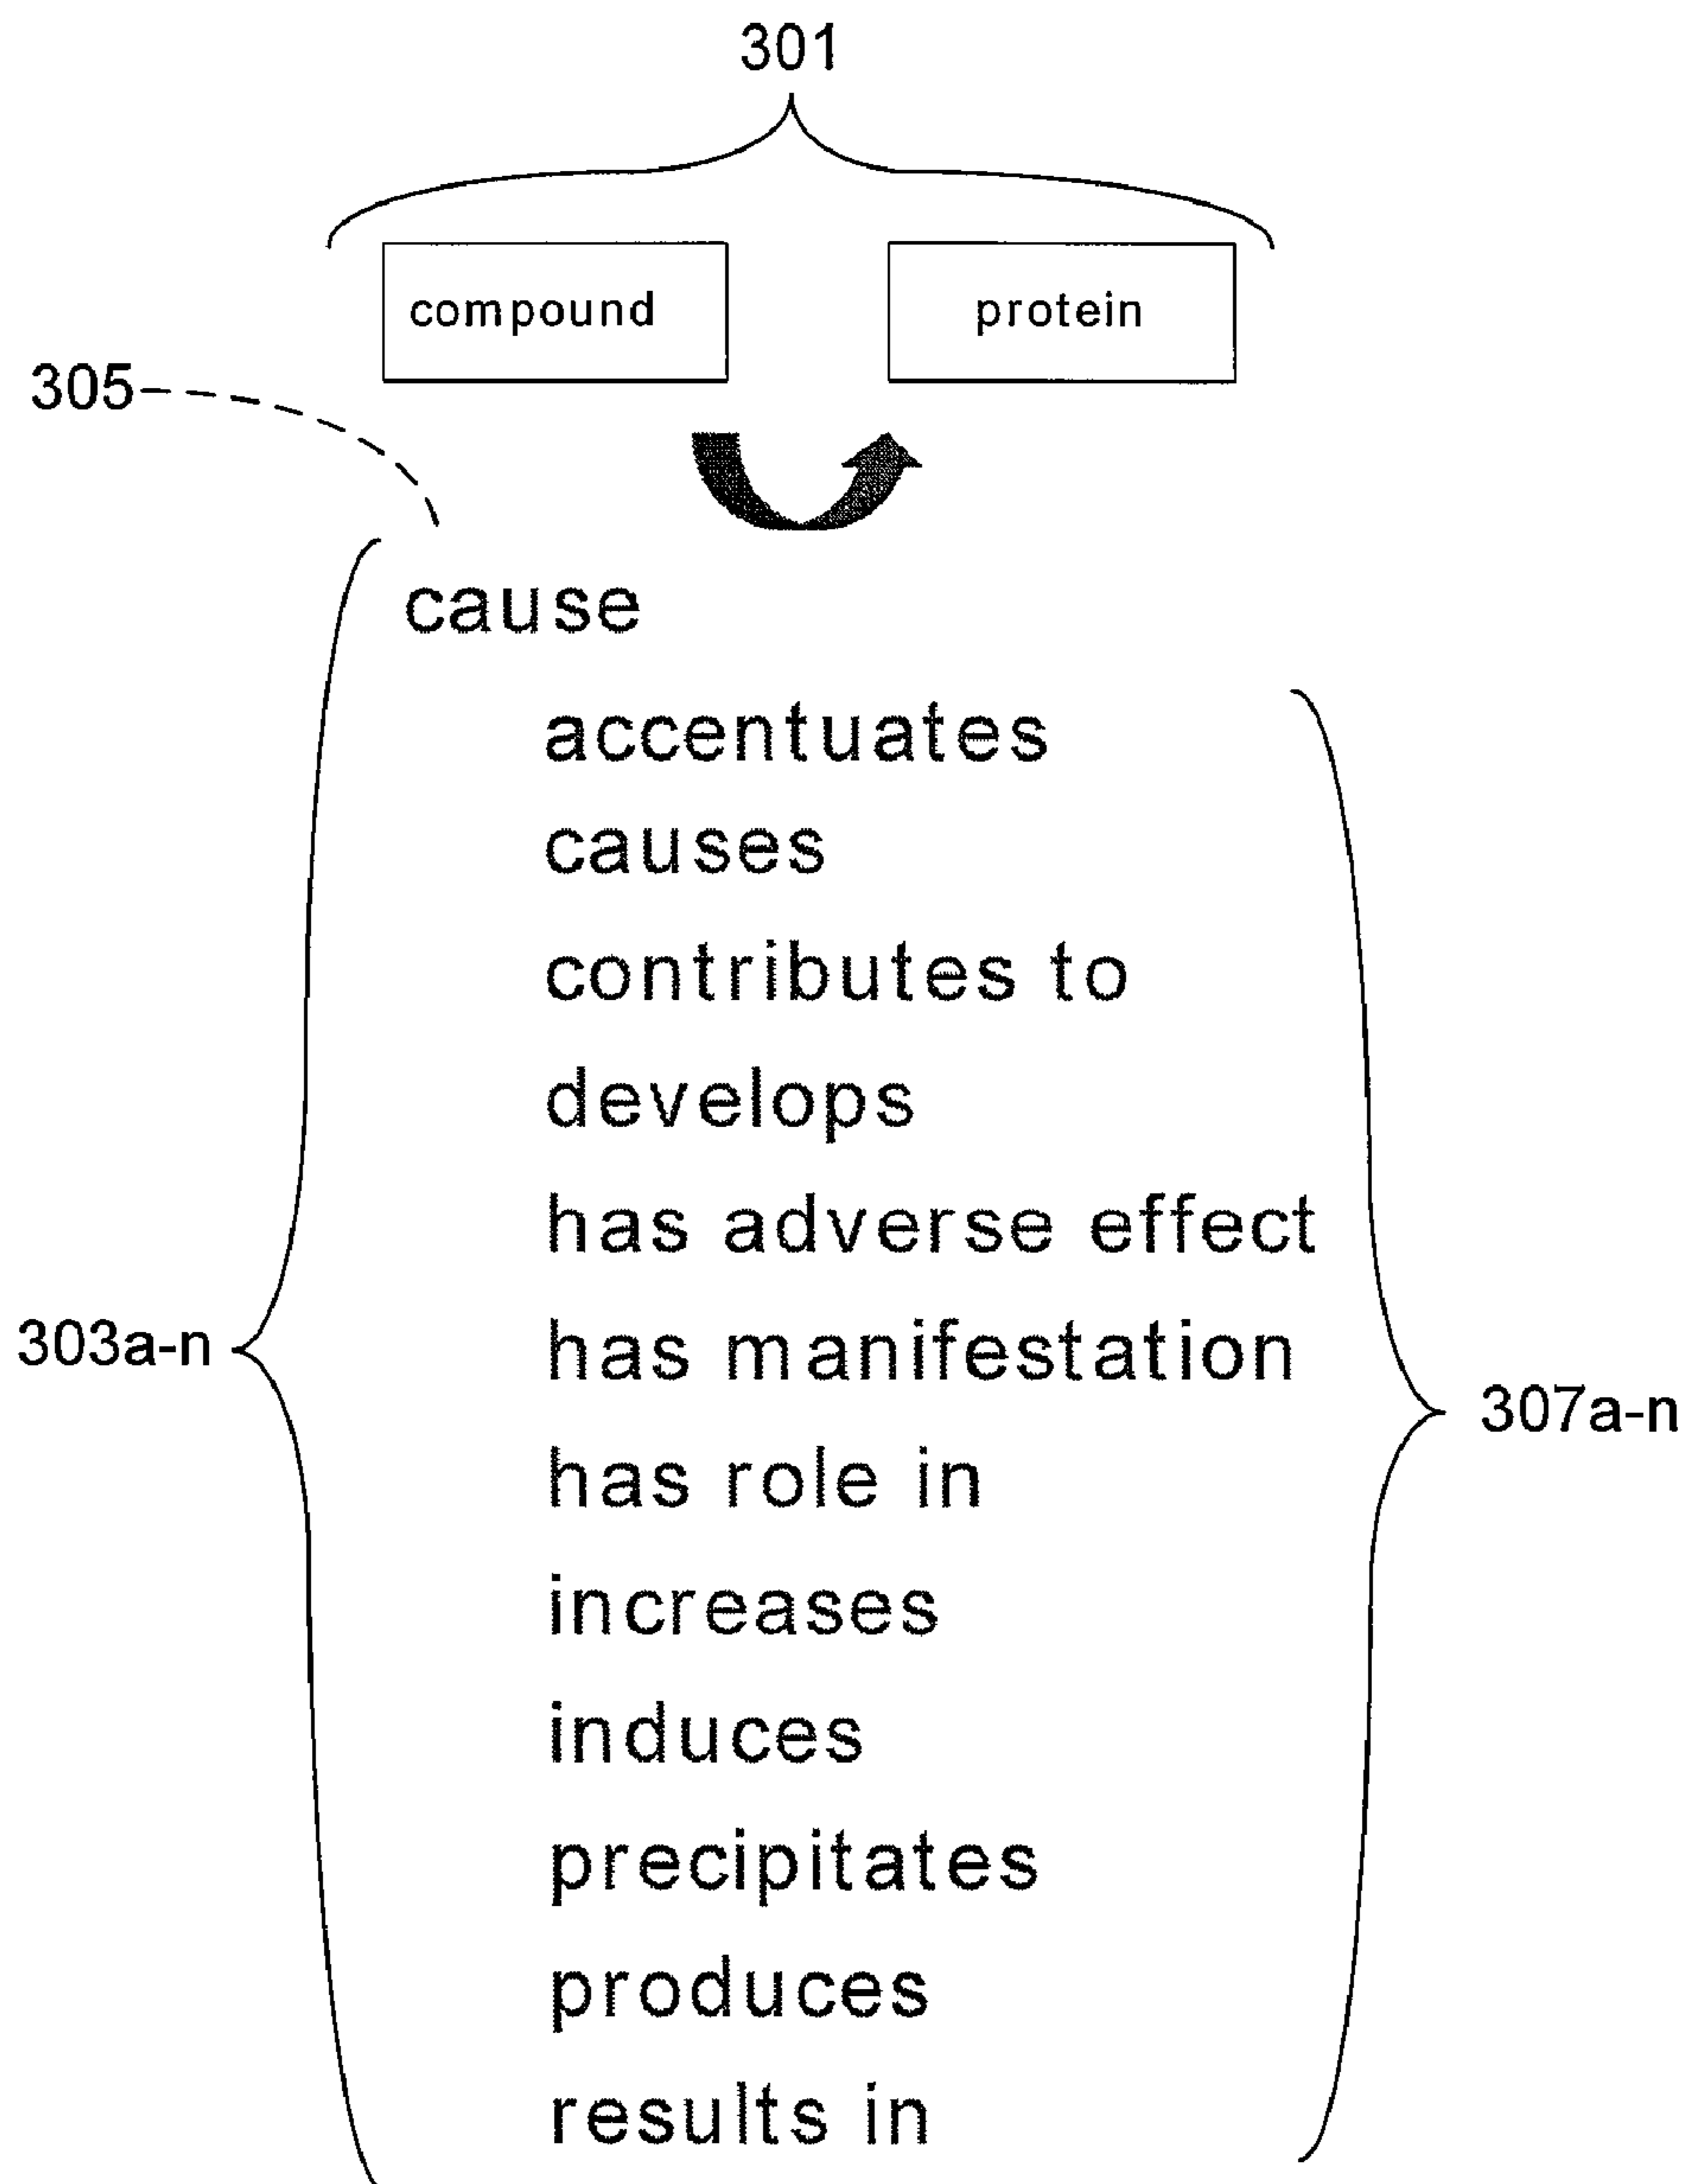 301
compound protein
305
cause
accentuates
causes
contributes to
develops
has adverse effect
has manifestation
303a-n
307a-n
has role in
increases
induces
precipitates
produces
results in